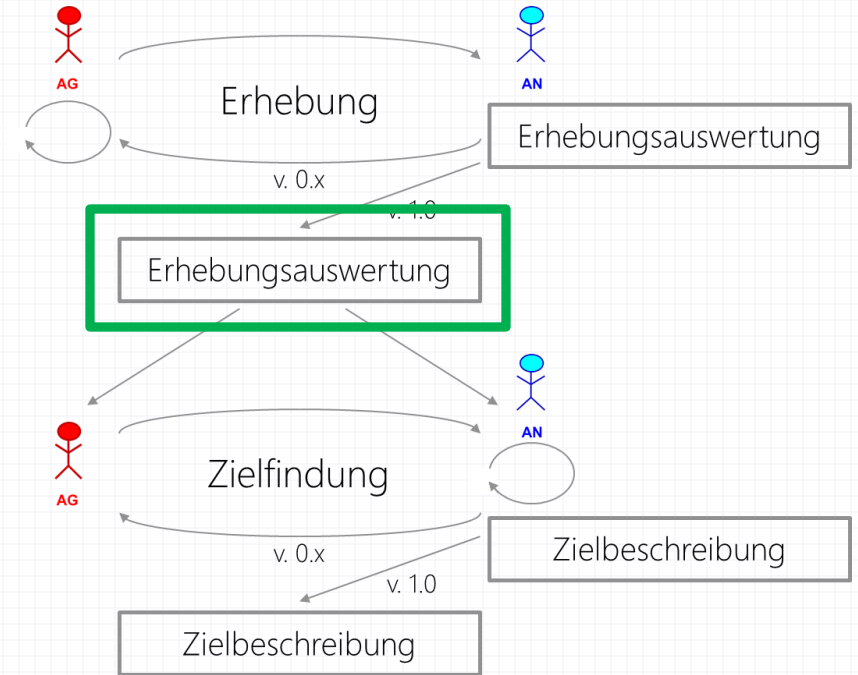 AG
AN
Erhebung
Erhebungsauswertung
v. 0.x
v. 1.0
Erhebungsauswertung
AN
AG
Zielfindung
v. 0.x
Zielbeschreibung
v. 1.0
Zielbeschreibung